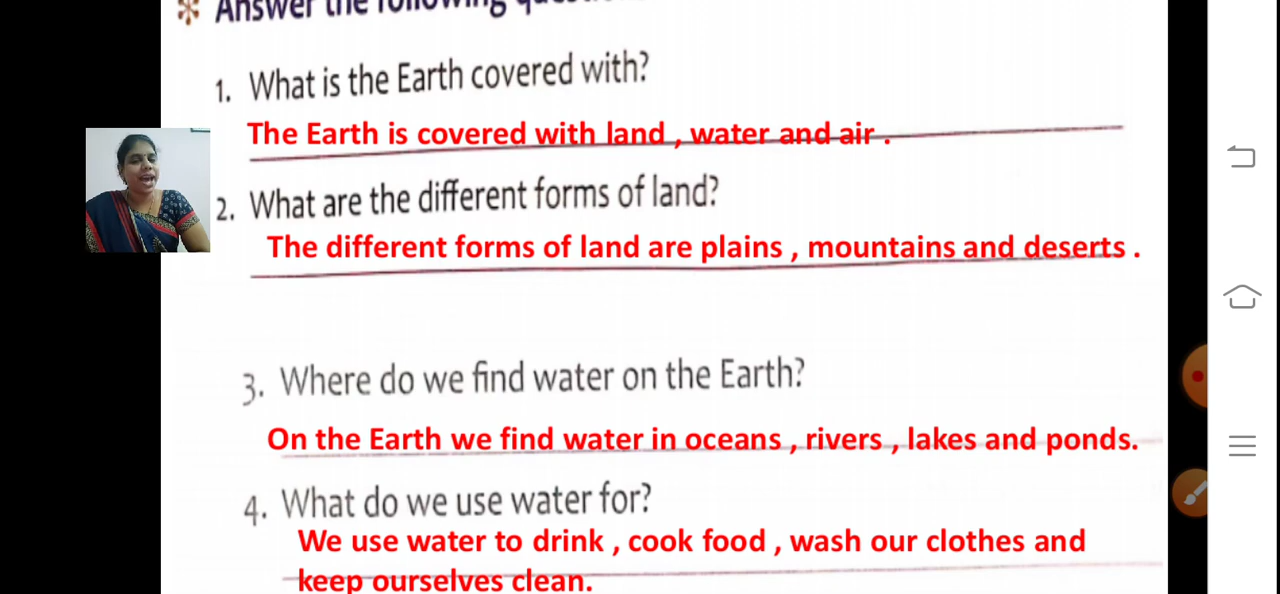 * Answer the following
1. What is the Earth covered with?
The Earth is covered with land , water and air .
2. What are the different forms of land?
The different forms of land are plains , mountains and deserts .
3. Where do we find water on the Earth?
On the Earth we find water in oceans , rivers , lakes and ponds.
4. What do we use water for?
We use water to drink , cook food , wash our clothes and
keep ourselves clean.